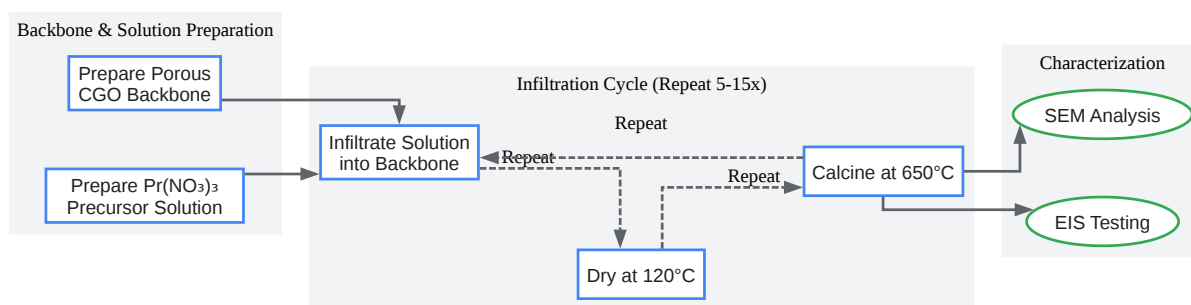 Backbone & Solution Preparation
Prepare Porous
CGO Backbone
Prepare Pr(NO₃)₃
Precursor Solution
Infiltration Cycle (Repeat 5-15x)
Infiltrate Solution
into Backbone
Repeat
Repeat
Repeat
Dry at 120°C
Calcine at 650°C
Characterization
SEM Analysis
EIS Testing